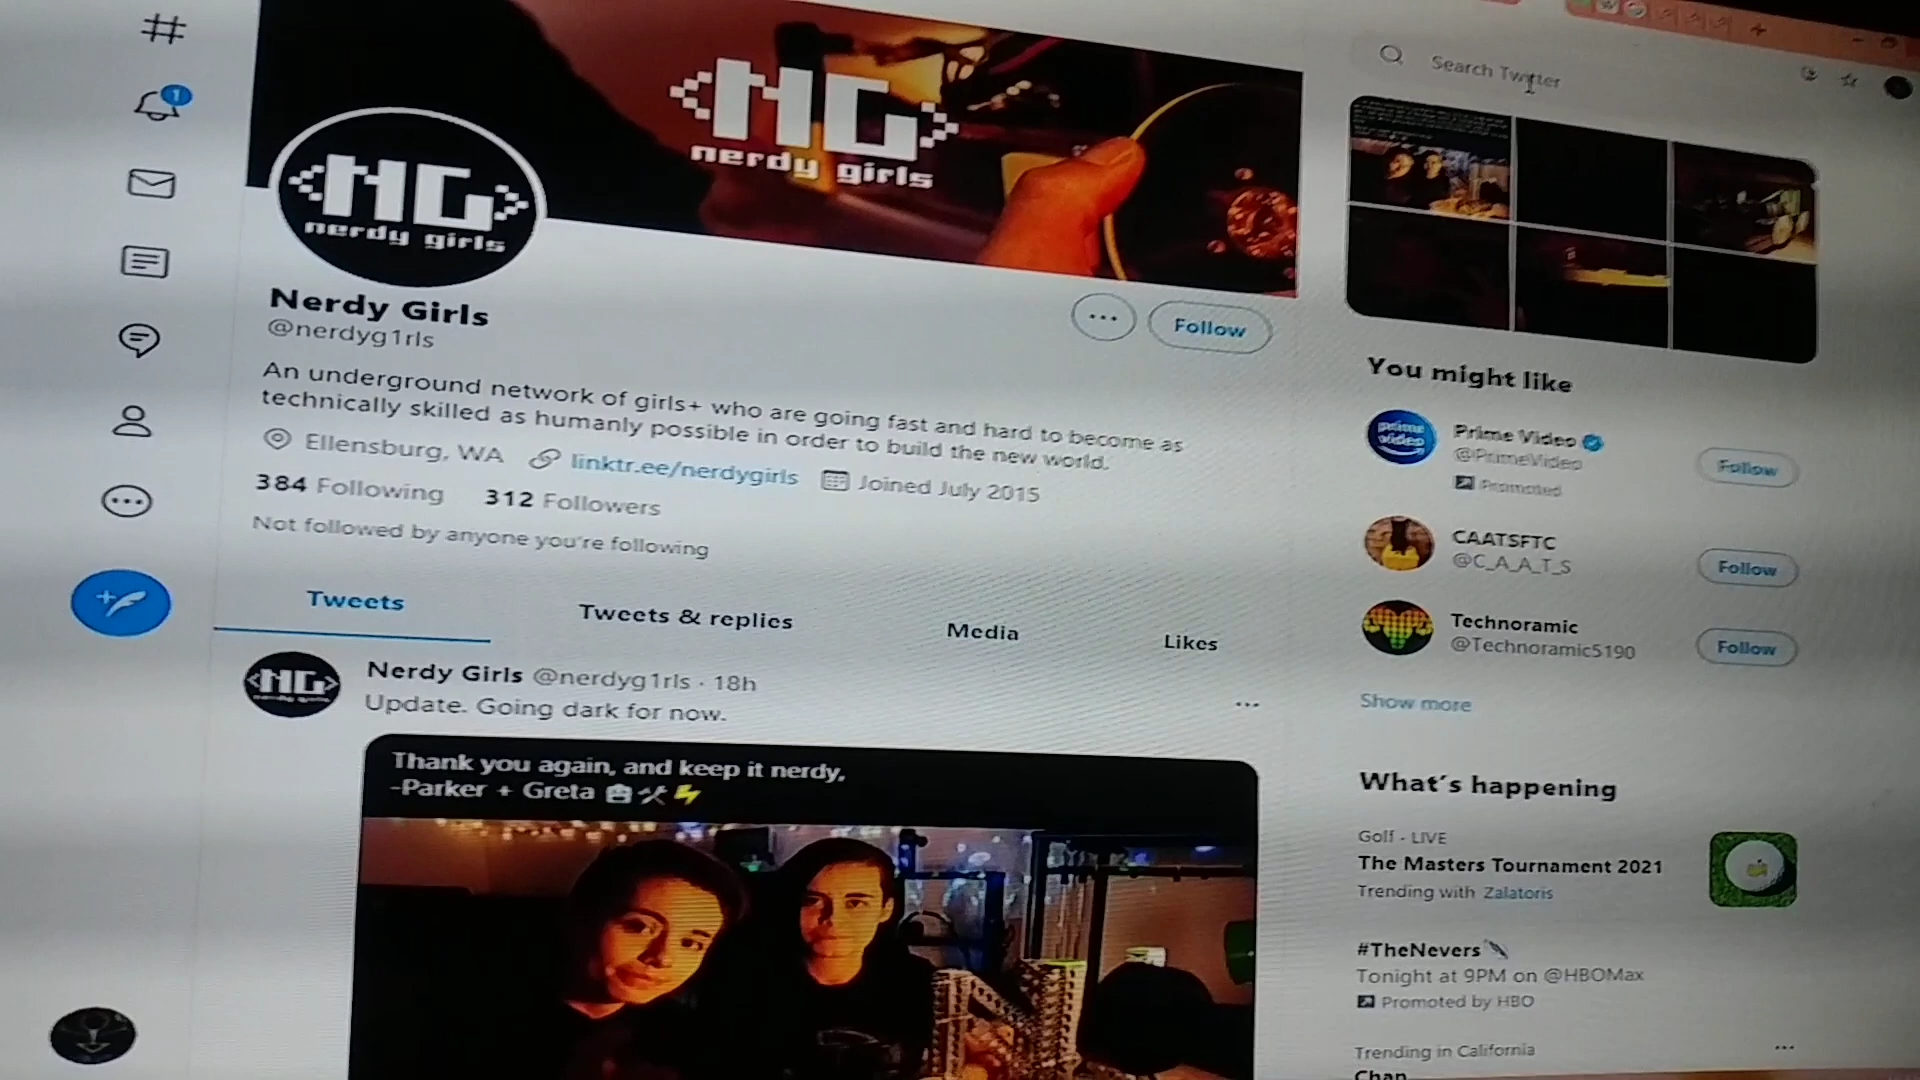 <NG>
nerdy girls
<NG>
nerdy girls
1
Nerdy Girls
@nerdyg1rls
Follow
An underground network of girls+ who are going fast and hard to become as
technically skilled as humanly possible in order to build the new world.
Ellensburg, WA linktr.ee/nerdygirls Joined July 2015
384 Following 312 Followers
Not followed by anyone you're following
Tweets Tweets & replies Media Likes
<NG>
Nerdy Girls @nerdyg1rls · 18h
Update. Going dark for now.
Thank you again, and keep it nerdy,
-Parker + Greta
Search Twitter
You might like
prime
video
Prime Video
@PrimeVideo
Promoted
Follow
CAATSFTC
@C_A_A_T_S
Follow
Technoramic
@Technoramic5190
Follow
Show more
What's happening
Golf · LIVE
The Masters Tournament 2021
Trending with Zalatoris
#TheNevers
Tonight at 9PM on @HBOMax
Promoted by HBO
Trending in California
Chan